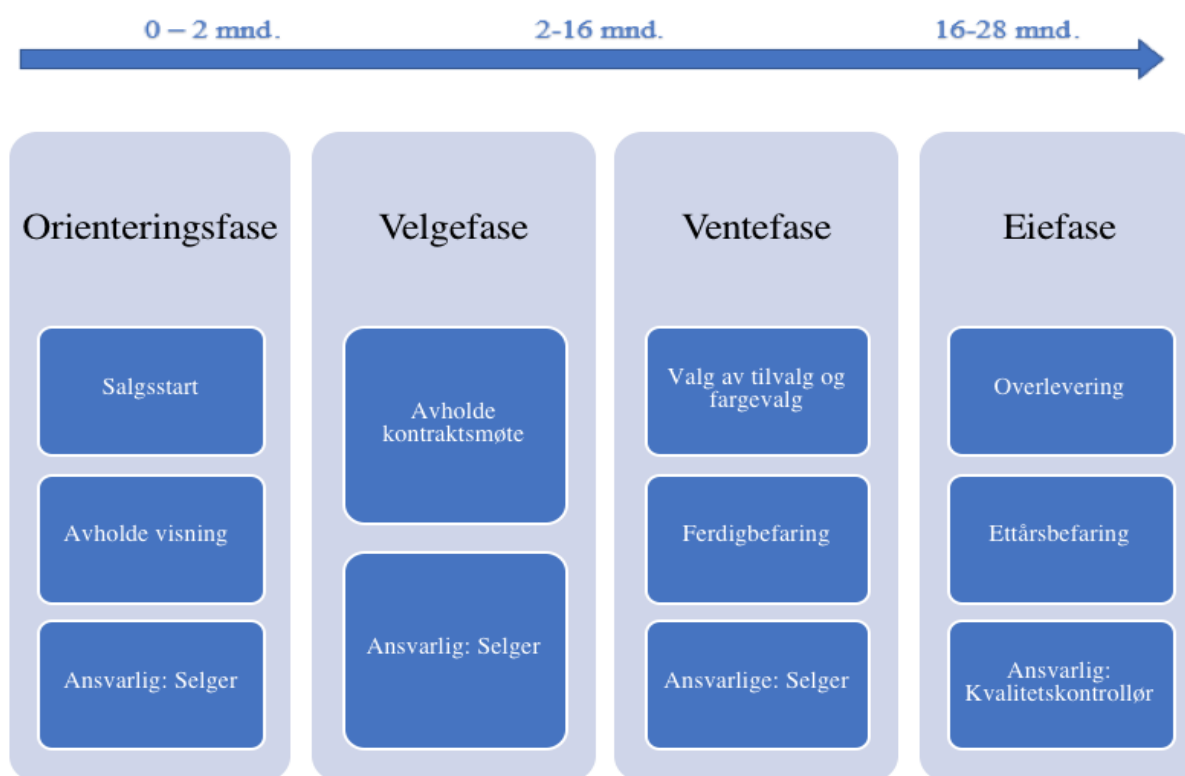 0 – 2 mnd.
2-16 mnd.
16-28 mnd.
Orienteringsfase
Salgsstart
Avholde visning
Ansvarlig: Selger
Velgefase
Avholde
kontraktsmøte
Ansvarlig: Selger
Ventefase
Valg av tilvalg og
fargevalg
Ferdigbefaring
Ansvarlige: Selger
Eiefase
Overlevering
Ettårsbefaring
Ansvarlig:
Kvalitetskontrollør